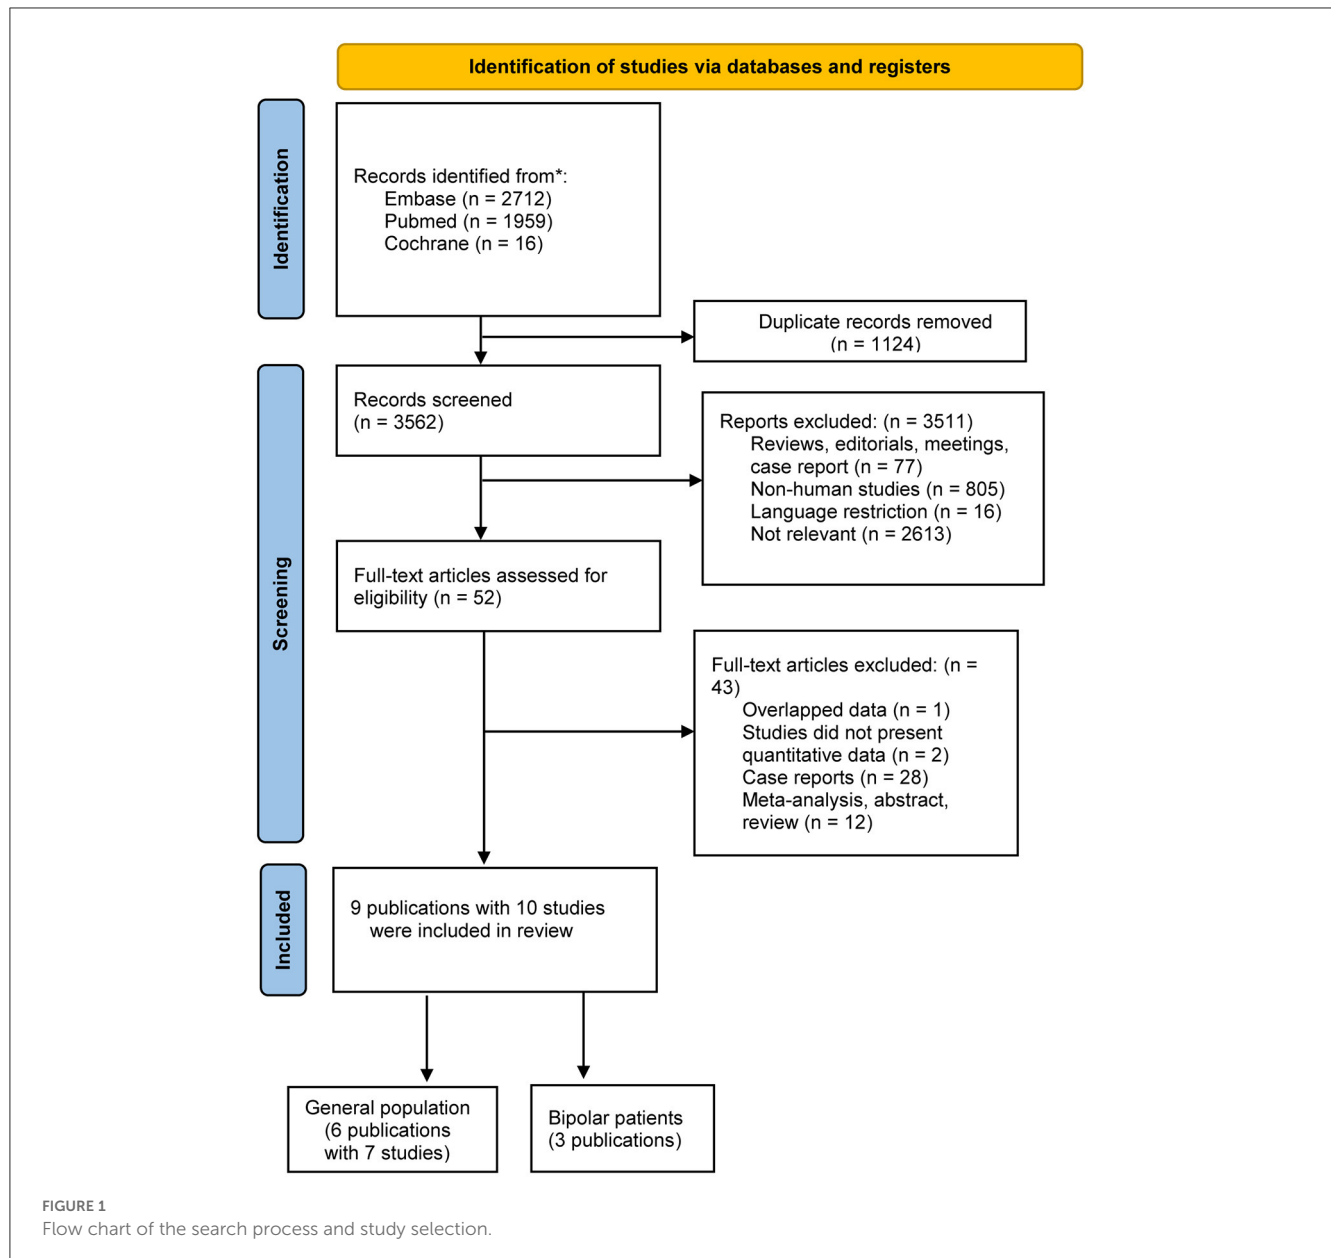 Identification of studies via databases and registers
Identification
Records identified from*:
Embase (n = 2712)
Pubmed (n = 1959)
Cochrane (n = 16)
Duplicate records removed
(n = 1124)
Screening
Records screened
(n = 3562)
Reports excluded: (n = 3511)
Reviews, editorials, meetings,
case report (n = 77)
Non-human studies (n = 805)
Language restriction (n = 16)
Not relevant (n = 2613)
Full-text articles assessed for
eligibility (n = 52)
Full-text articles excluded: (n =
43)
Overlapped data (n = 1)
Studies did not present
quantitative data (n = 2)
Case reports (n = 28)
Meta-analysis, abstract,
review (n = 12)
Included
9 publications with 10 studies
were included in review
General population
(6 publications
with 7 studies)
Bipolar patients
(3 publications)
FIGURE 1
Flow chart of the search process and study selection.